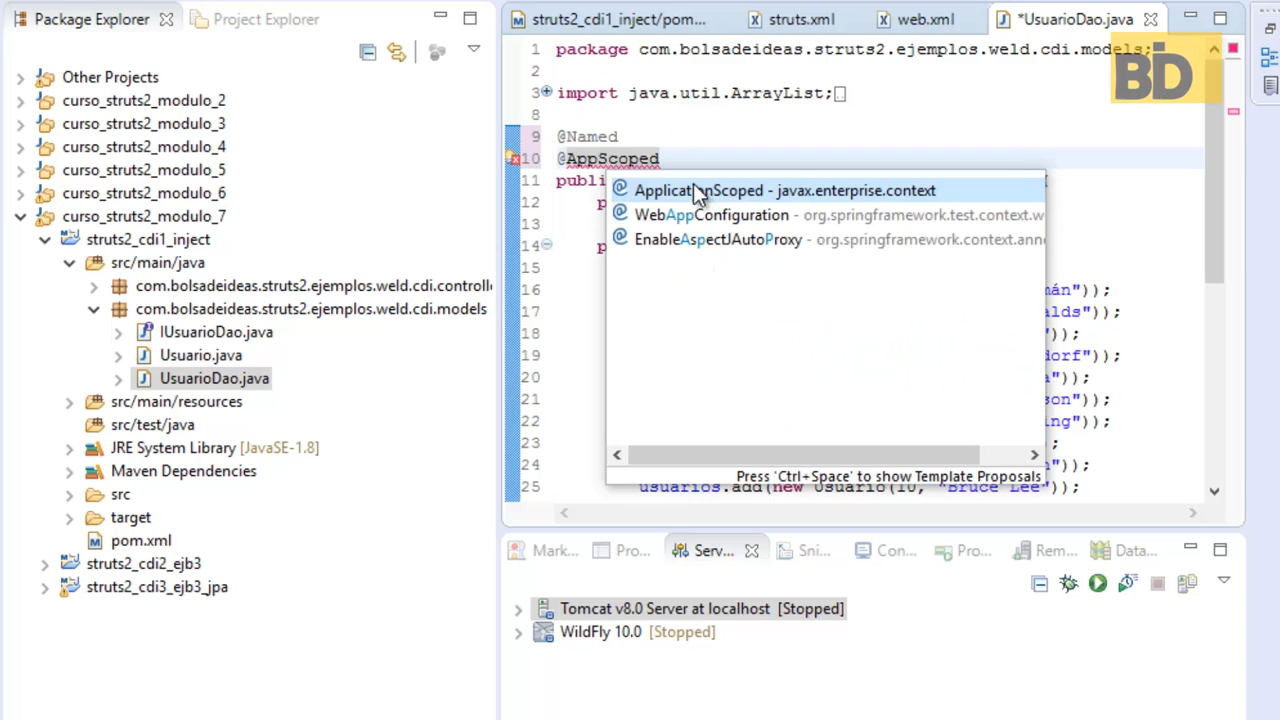 Package Explorer
Project Explorer
Other Projects
curso_struts2_modulo_2
curso_struts2_modulo_3
curso_struts2_modulo_4
curso_struts2_modulo_5
curso_struts2_modulo_6
curso_struts2_modulo_7
struts2_cdi1_inject
src/main/java
com.bolsadeideas.struts2.ejemplos.weld.cdi.controlle
com.bolsadeideas.struts2.ejemplos.weld.cdi.models
IUsuarioDao.java
Usuario.java
UsuarioDao.java
src/main/resources
src/test/java
JRE System Library [JavaSE-1.8]
Maven Dependencies
src
target
pom.xml
struts2_cdi2_ejb3
struts2_cdi3_ejb3_jpa
struts2_cdi1_inject/pom...
struts.xml
web.xml
*UsuarioDao.java
BID
1 package com.bolsadeideas.struts2.ejemplos.weld.cdi.models;
2
3 import java.util.ArrayList;
8
9 @Named
10 @AppScoped
11 publi
12 p
13
14 p
15
16 mán"));
17 alds"));
18 "));
19 dorf"));
20 a"));
21 son"));
22 ing"));
23 ;
24 n"));
25 usuarios.add(new Usuario(10, "Bruce Lee"));
ApplicationScoped - javax.enterprise.context
WebAppConfiguration - org.springframework.test.context.w
EnableAspectJAutoProxy - org.springframework.context.anno
Press 'Ctrl+Space' to show Template Proposals
Mark...
Pro...
Serv...
Sni...
Con...
Pro...
Rem...
Data...
Tomcat v8.0 Server at localhost [Stopped]
WildFly 10.0 [Stopped]